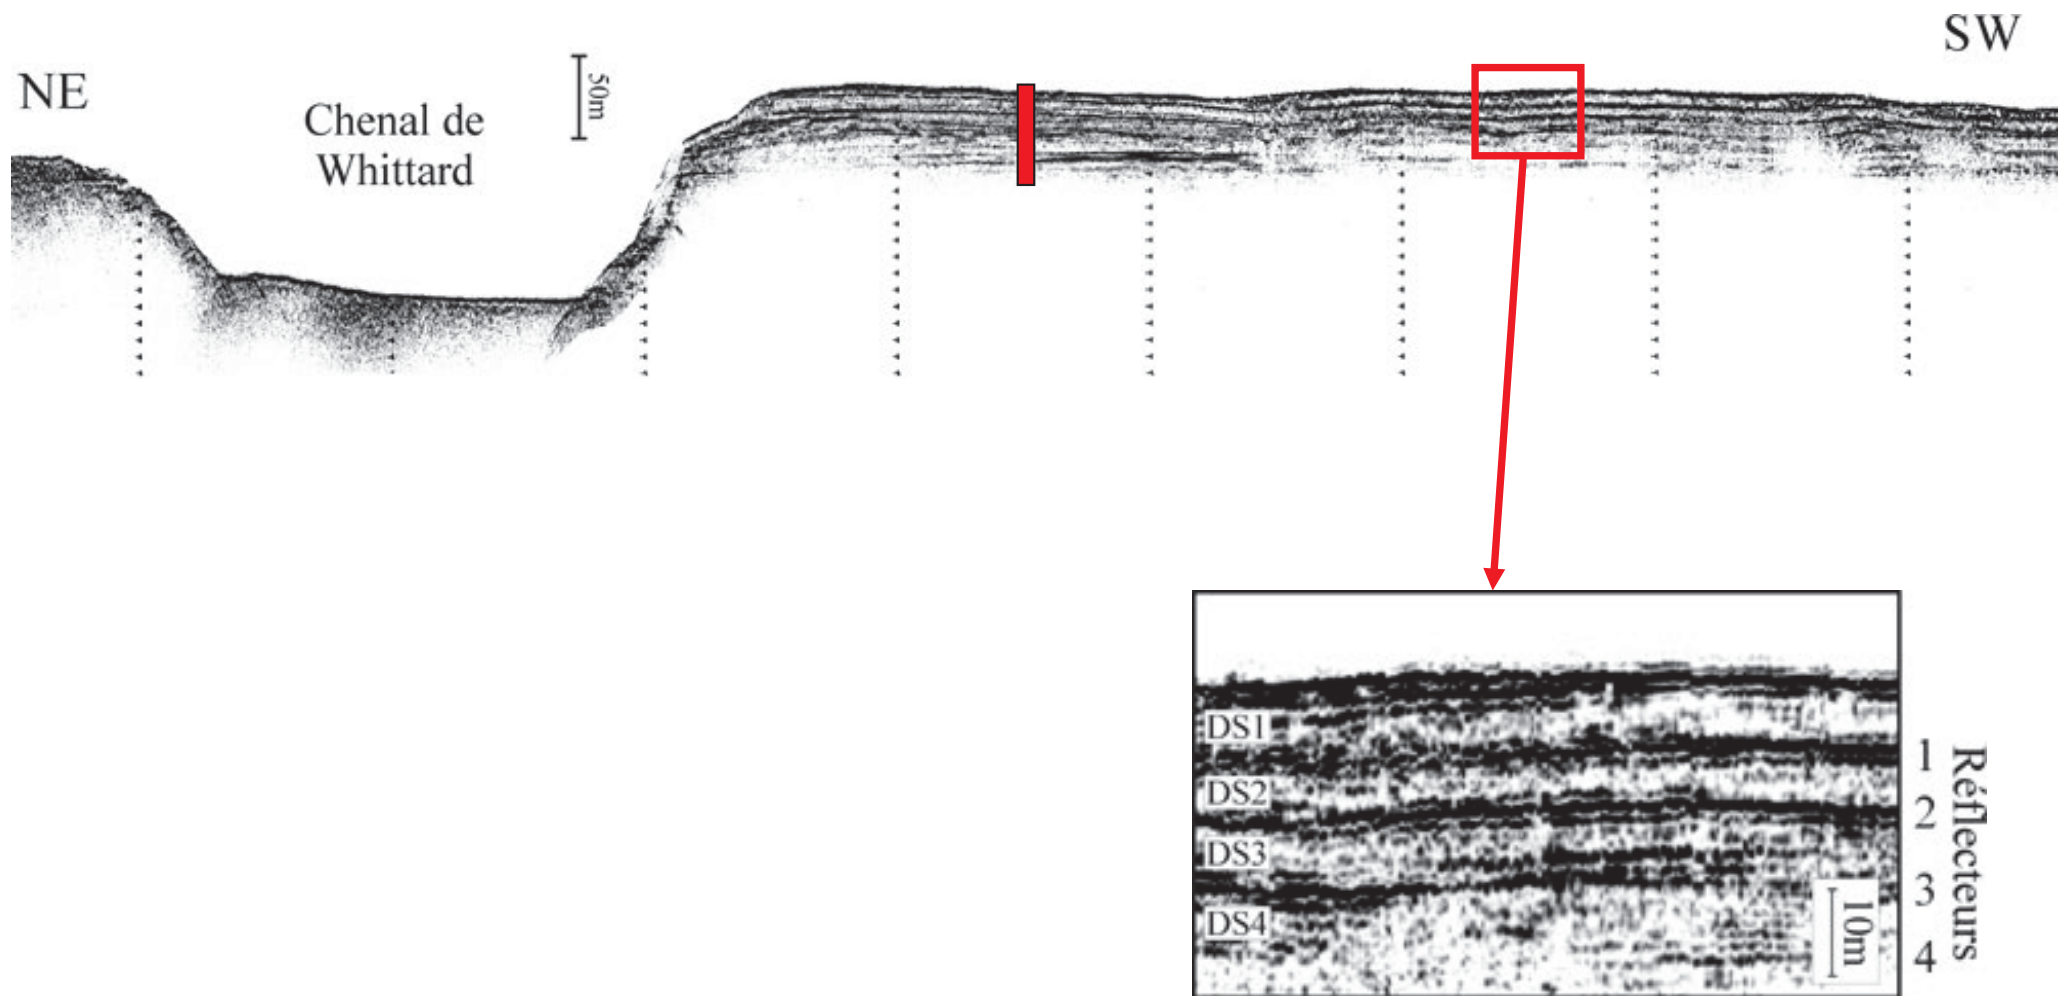 NE
Chenal de
Whittard
50m
SW
DS1
DS2
DS3
DS4
10m
1
2
3
4
Réflecteurs